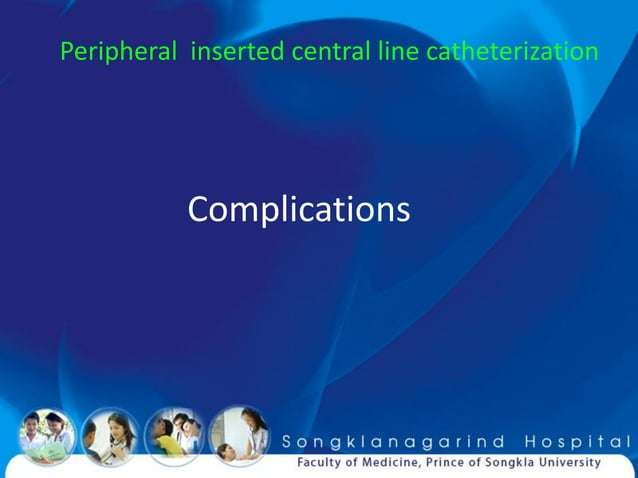 Peripheral inserted central line catheterization
Complications
Songklanagarind Hospital
Faculty of Medicine, Prince of Songkla University